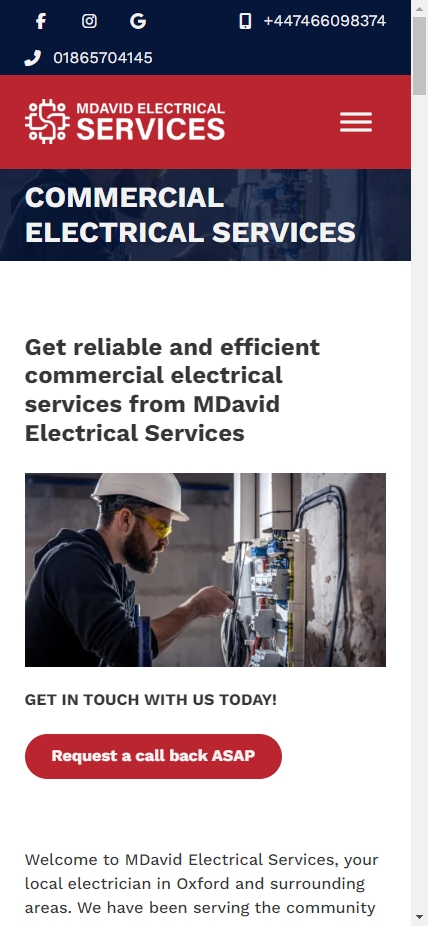 +447466098374
01865704145
MDAVID ELECTRICAL
SERVICES
COMMERCIAL
ELECTRICAL SERVICES
Get reliable and efficient
commercial electrical
services from MDavid
Electrical Services
GET IN TOUCH WITH US TODAY!
Request a call back ASAP
Welcome to MDavid Electrical Services, your
local electrician in Oxford and surrounding
areas. We have been serving the community